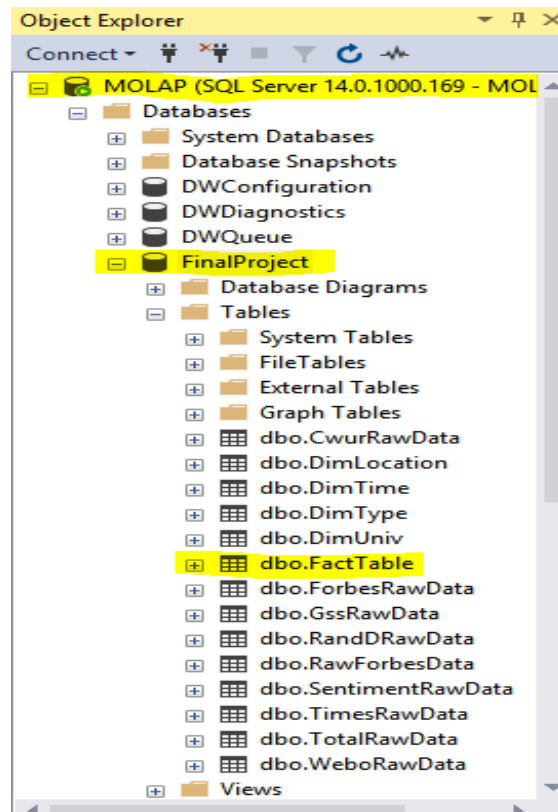 Object Explorer
Connect
MOLAP (SQL Server 14.0.1000.169 - MOL
Databases
System Databases
Database Snapshots
DWConfiguration
DWDiagnostics
DWQueue
FinalProject
Database Diagrams
Tables
System Tables
FileTables
External Tables
Graph Tables
dbo.CwurRawData
dbo.DimLocation
dbo.DimTime
dbo.DimType
dbo.DimUniv
dbo.FactTable
dbo.ForbesRawData
dbo.GssRawData
dbo.RandDRawData
dbo.RawForbesData
dbo.SentimentRawData
dbo.TimesRawData
dbo.TotalRawData
dbo.WeboRawData
Views